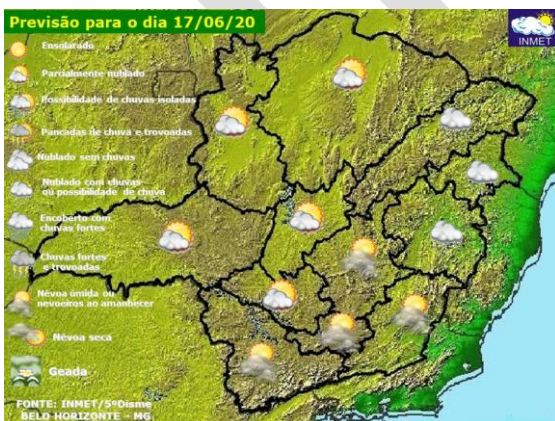 Previsão para o dia 17/06/20
INMET
Ensolarado
Parcialmente nublado
Possibilidade de chuvas isoladas
Pancadas de chuva e trovoadas
Nublado sem chuvas
Nublado com chuvas
ou possibilidade de chuva
Encoberto com
chuvas fortes
Chuvas fortes
e trovoadas
Névoa úmida ou
nevoeiros ao amanhecer
Névoa seca
Geada
FONTE: INMET/5ºDisme
BELO HORIZONTE - MG